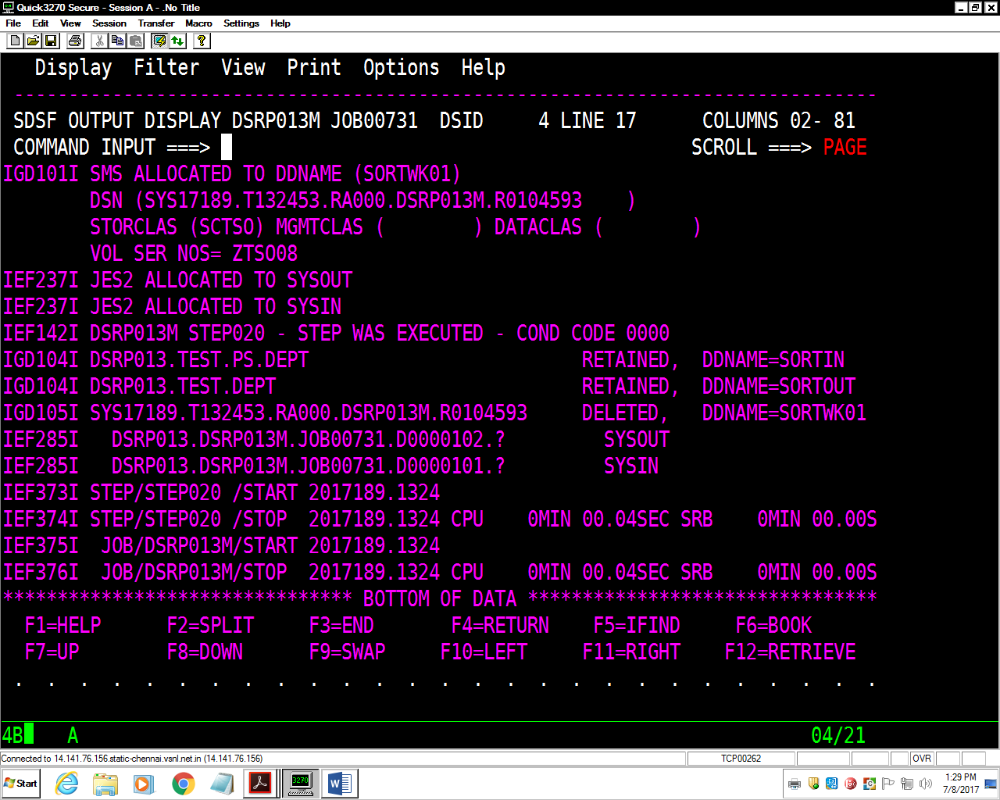 Quick3270 Secure - Session A - .No Title
File Edit View Session Transfer Macro Settings Help
Display Filter View Print Options Help
-------------------------------------------------------------------------------
SDSF OUTPUT DISPLAY DSRP013M JOB00731 DSID 4 LINE 17 COLUMNS 02- 81
COMMAND INPUT ===> SCROLL ===> PAGE
IGD101I SMS ALLOCATED TO DDNAME (SORTWK01)
DSN (SYS17189.T132453.RA000.DSRP013M.R0104593 )
STORCLAS (SCTSO) MGMTCLAS ( ) DATACLAS ( )
VOL SER NOS= ZTSO08
IEF237I JES2 ALLOCATED TO SYSOUT
IEF237I JES2 ALLOCATED TO SYSIN
IEF142I DSRP013M STEP020 - STEP WAS EXECUTED - COND CODE 0000
IGD104I DSRP013.TEST.PS.DEPT RETAINED, DDNAME=SORTIN
IGD104I DSRP013.TEST.DEPT RETAINED, DDNAME=SORTOUT
IGD105I SYS17189.T132453.RA000.DSRP013M.R0104593 DELETED, DDNAME=SORTWK01
IEF285I DSRP013.DSRP013M.JOB00731.D0000102.? SYSOUT
IEF285I DSRP013.DSRP013M.JOB00731.D0000101.? SYSIN
IEF373I STEP/STEP020 /START 2017189.1324
IEF374I STEP/STEP020 /STOP 2017189.1324 CPU 0MIN 00.04SEC SRB 0MIN 00.00S
IEF375I JOB/DSRP013M/START 2017189.1324
IEF376I JOB/DSRP013M/STOP 2017189.1324 CPU 0MIN 00.04SEC SRB 0MIN 00.00S
******************************** BOTTOM OF DATA ********************************
F1=HELP F2=SPLIT F3=END F4=RETURN F5=IFIND F6=BOOK
F7=UP F8=DOWN F9=SWAP F10=LEFT F11=RIGHT F12=RETRIEVE
. . . . . . . . . . . . . . . . . . . . . . . . . . .
4B A 04/21
Connected to 14.141.76.156.static-chennai.vsnl.net.in (14.141.76.156) TCP00262 OVR
Start 3270 1:29 PM
7/8/2017